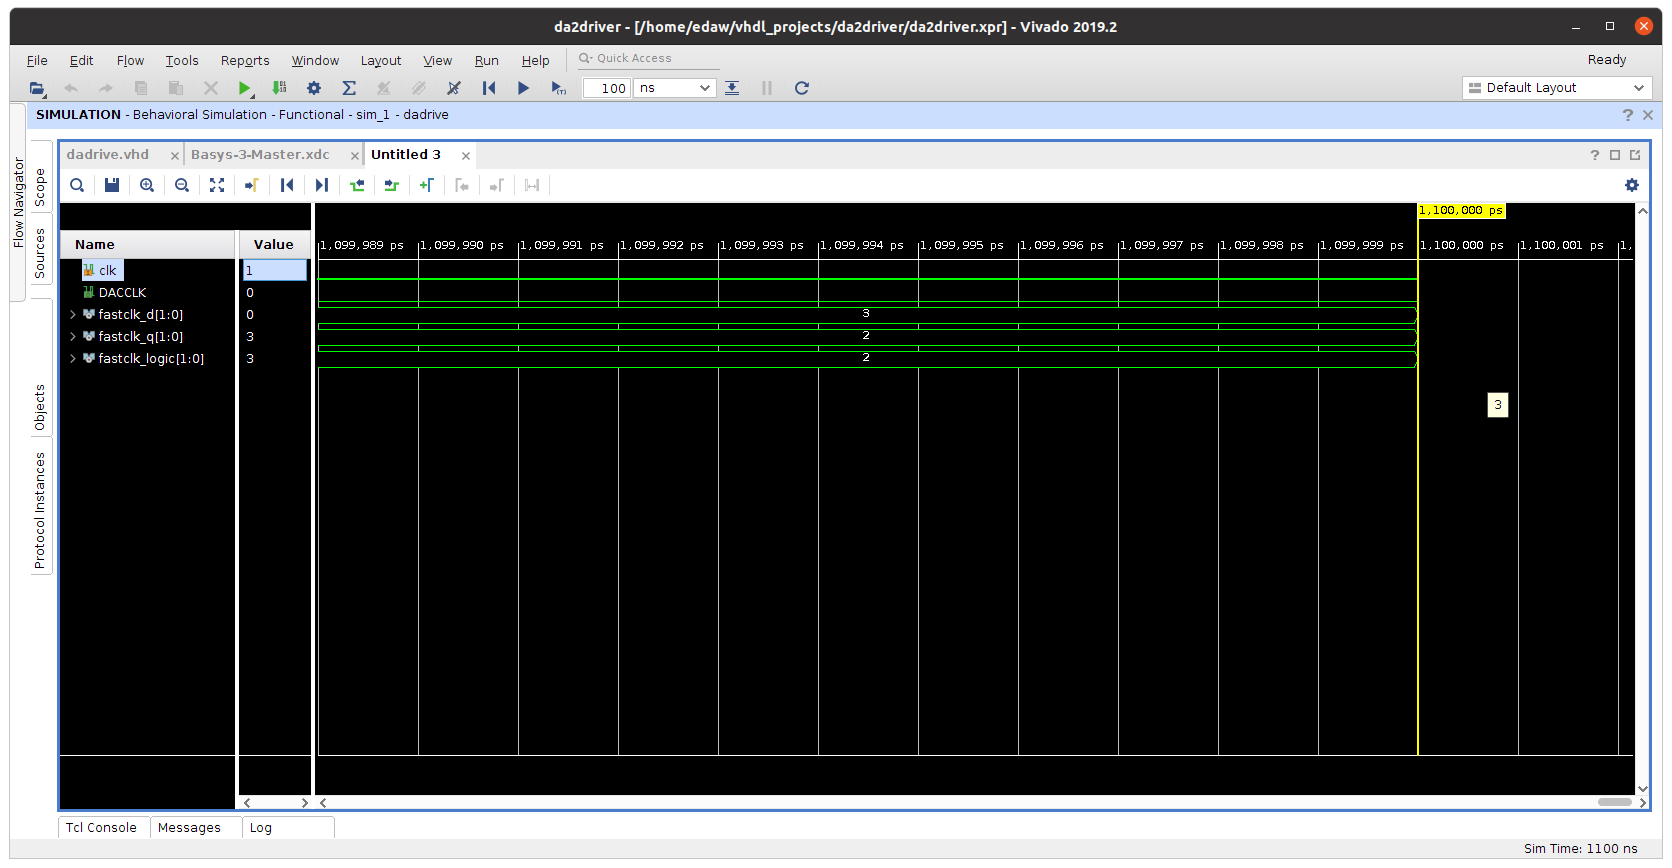 da2driver - [/home/edaw/vhdl_projects/da2driver/da2driver.xpr] - Vivado 2019.2
File Edit Flow Tools Reports Window Layout View Run Help Quick Access Ready
100 ns Default Layout
SIMULATION - Behavioral Simulation - Functional - sim_1 - dadrive
Flow Navigator
Scope
Sources
Objects
Protocol Instances
dadrive.vhd Basys-3-Master.xdc Untitled 3
1,100,000 ps
Name Value 1,099,989 ps 1,099,990 ps 1,099,991 ps 1,099,992 ps 1,099,993 ps 1,099,994 ps 1,099,995 ps 1,099,996 ps 1,099,997 ps 1,099,998 ps 1,099,999 ps 1,100,000 ps 1,100,001 ps 1,
clk 1
DACCLK 0
fastclk_d[1:0] 0 3
fastclk_q[1:0] 3 2
fastclk_logic[1:0] 3 2
3
Tcl Console Messages Log
Sim Time: 1100 ns